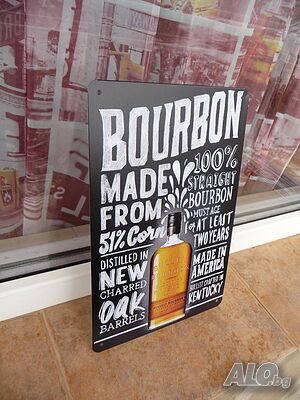 BOURBON
MADE
FROM
51% Corn
100%
STRAIGHT
BOURBON
MUST AGE
AT LEAST
TWO YEARS
DISTILLED IN
NEW
CHARRED
OAK
BARRELS
MADE IN
AMERICA
KENTUCKY
ALO.bg